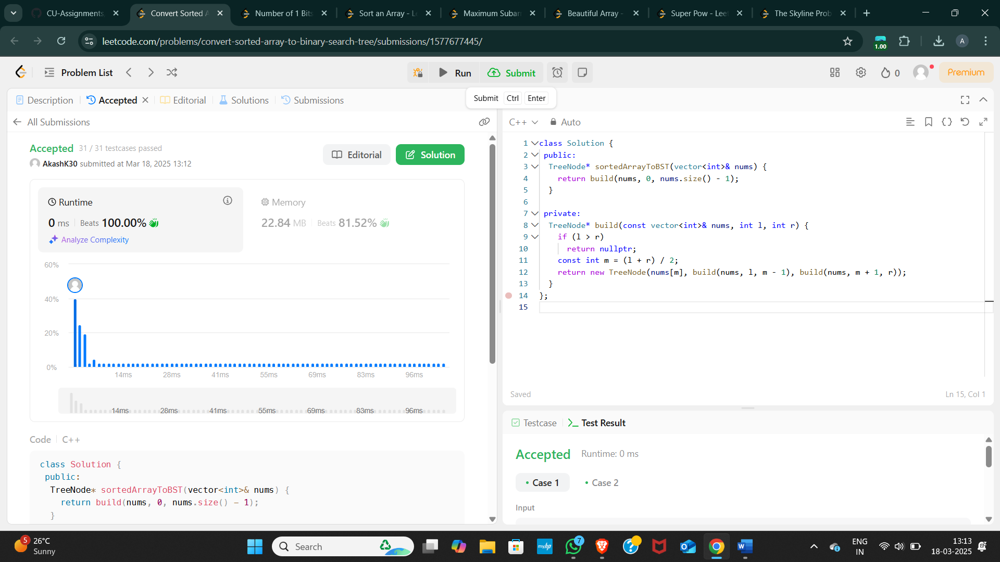 CU-Assignments
Convert Sorted A
Number of 1 Bits
Sort an Array - Le
Maximum Subarr
Beautiful Array -
Super Pow - Leet
The Skyline Prob
leetcode.com/problems/convert-sorted-array-to-binary-search-tree/submissions/1577677445/
1.00
A
Problem List
Run
Submit
0
Premium
Description
Accepted
Editorial
Solutions
Submissions
Submit Ctrl Enter
All Submissions
Accepted 31 / 31 testcases passed
AkashK30 submitted at Mar 18, 2025 13:12
Editorial
Solution
Runtime
0 ms Beats 100.00%
Analyze Complexity
Memory
22.84 MB Beats 81.52%
60%
40%
20%
0%
14ms 28ms 41ms 55ms 69ms 83ms 96ms
14ms 28ms 41ms 55ms 69ms 83ms 96ms
Code C++
class Solution {
public:
TreeNode* sortedArrayToBST(vector<int>& nums) {
return build(nums, 0, nums.size() - 1);
}
C++ Auto
1 class Solution {
2 public:
3 TreeNode* sortedArrayToBST(vector<int>& nums) {
4 return build(nums, 0, nums.size() - 1);
5 }
6
7 private:
8 TreeNode* build(const vector<int>& nums, int l, int r) {
9 if (l > r)
10 return nullptr;
11 const int m = (l + r) / 2;
12 return new TreeNode(nums[m], build(nums, l, m - 1), build(nums, m + 1, r));
13 }
14 };
15
Saved
Ln 15, Col 1
Testcase
Test Result
Accepted Runtime: 0 ms
Case 1
Case 2
Input
5
26°C
Sunny
Search
myhp
7
ENG
IN
13:13
18-03-2025